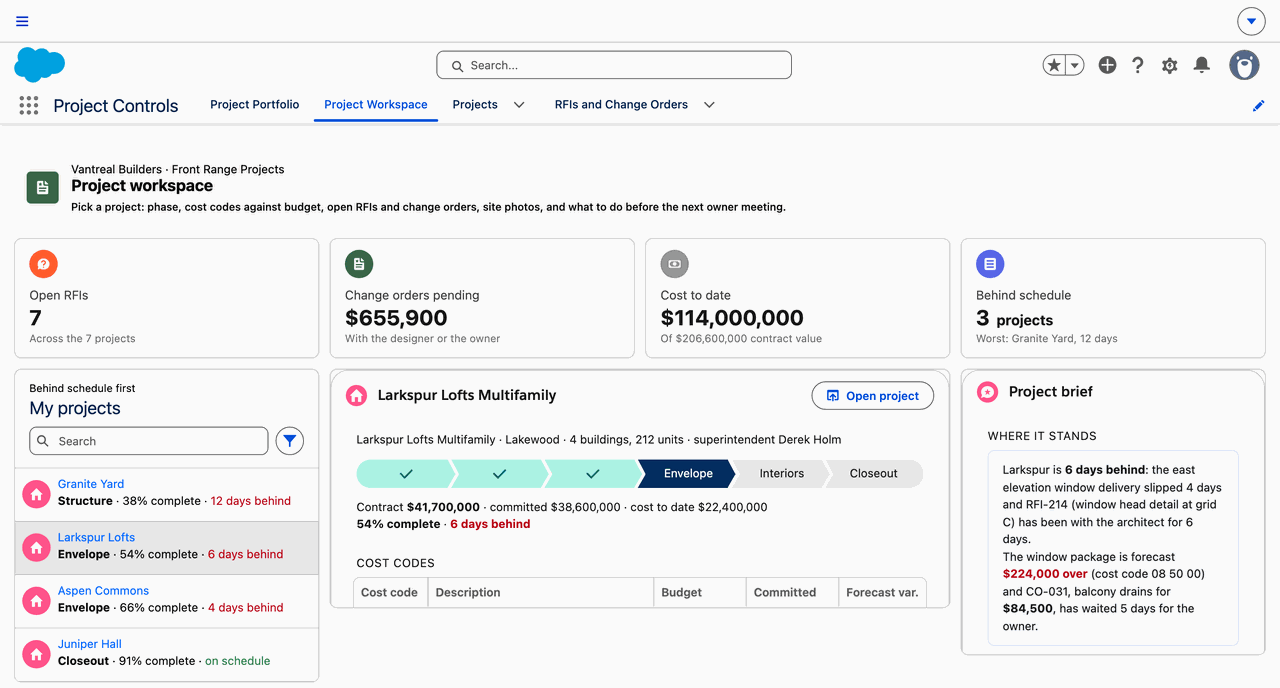 Search...
Project Controls
Project Portfolio
Project Workspace
Projects
RFIs and Change Orders
Vantreal Builders · Front Range Projects
Project workspace
Pick a project: phase, cost codes against budget, open RFIs and change orders, site photos, and what to do before the next owner meeting.
Open RFIs
7
Across the 7 projects
Change orders pending
$655,900
With the designer or the owner
Cost to date
$114,000,000
Of $206,600,000 contract value
Behind schedule
3 projects
Worst: Granite Yard, 12 days
Behind schedule first
My projects
Search
Granite Yard
Structure · 38% complete · 12 days behind
Larkspur Lofts
Envelope · 54% complete · 6 days behind
Aspen Commons
Envelope · 66% complete · 4 days behind
Juniper Hall
Closeout · 91% complete · on schedule
Larkspur Lofts Multifamily
Open project
Larkspur Lofts Multifamily · Lakewood · 4 buildings, 212 units · superintendent Derek Holm
Envelope
Interiors
Closeout
Contract $41,700,000 · committed $38,600,000 · cost to date $22,400,000
54% complete · 6 days behind
COST CODES
Cost code
Description
Budget
Committed
Forecast var.
Project brief
WHERE IT STANDS
Larkspur is 6 days behind: the east
elevation window delivery slipped 4 days
and RFI-214 (window head detail at grid
C) has been with the architect for 6
days.
The window package is forecast
$224,000 over (cost code 08 50 00)
and CO-031, balcony drains for
$84,500, has waited 5 days for the
owner.